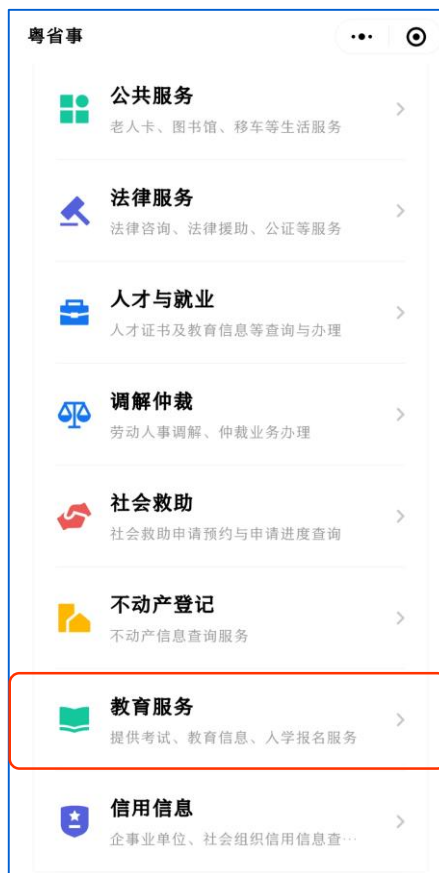 粤省事
公共服务
老人卡、图书馆、移车等生活服务
法律服务
法律咨询、法律援助、公证等服务
人才与就业
人才证书及教育信息等查询与办理
调解仲裁
劳动人事调解、仲裁业务办理
社会救助
社会救助申请预约与申请进度查询
不动产登记
不动产信息查询服务
教育服务
提供考试、教育信息、入学报名服务
信用信息
企事业单位、社会组织信用信息查…